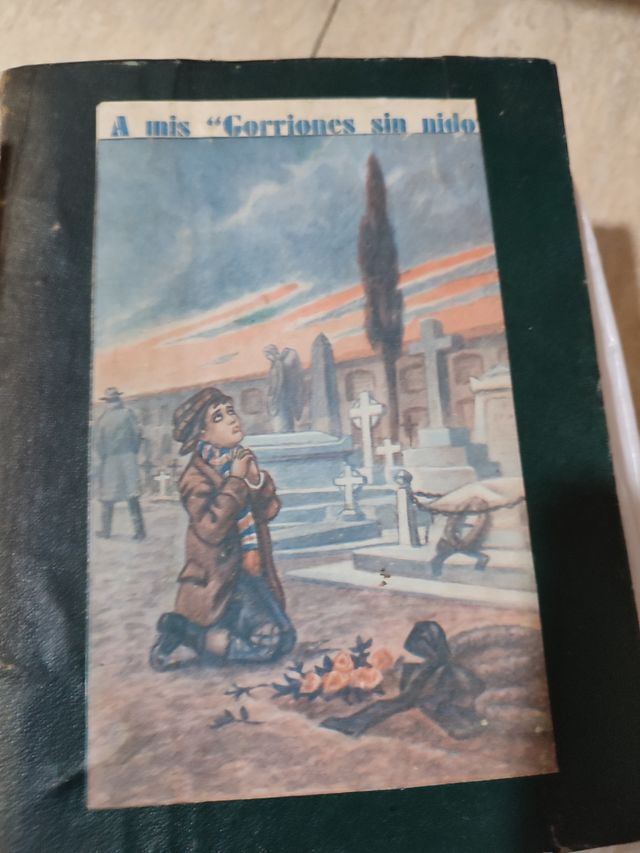 A mis “Gorriones sin nido